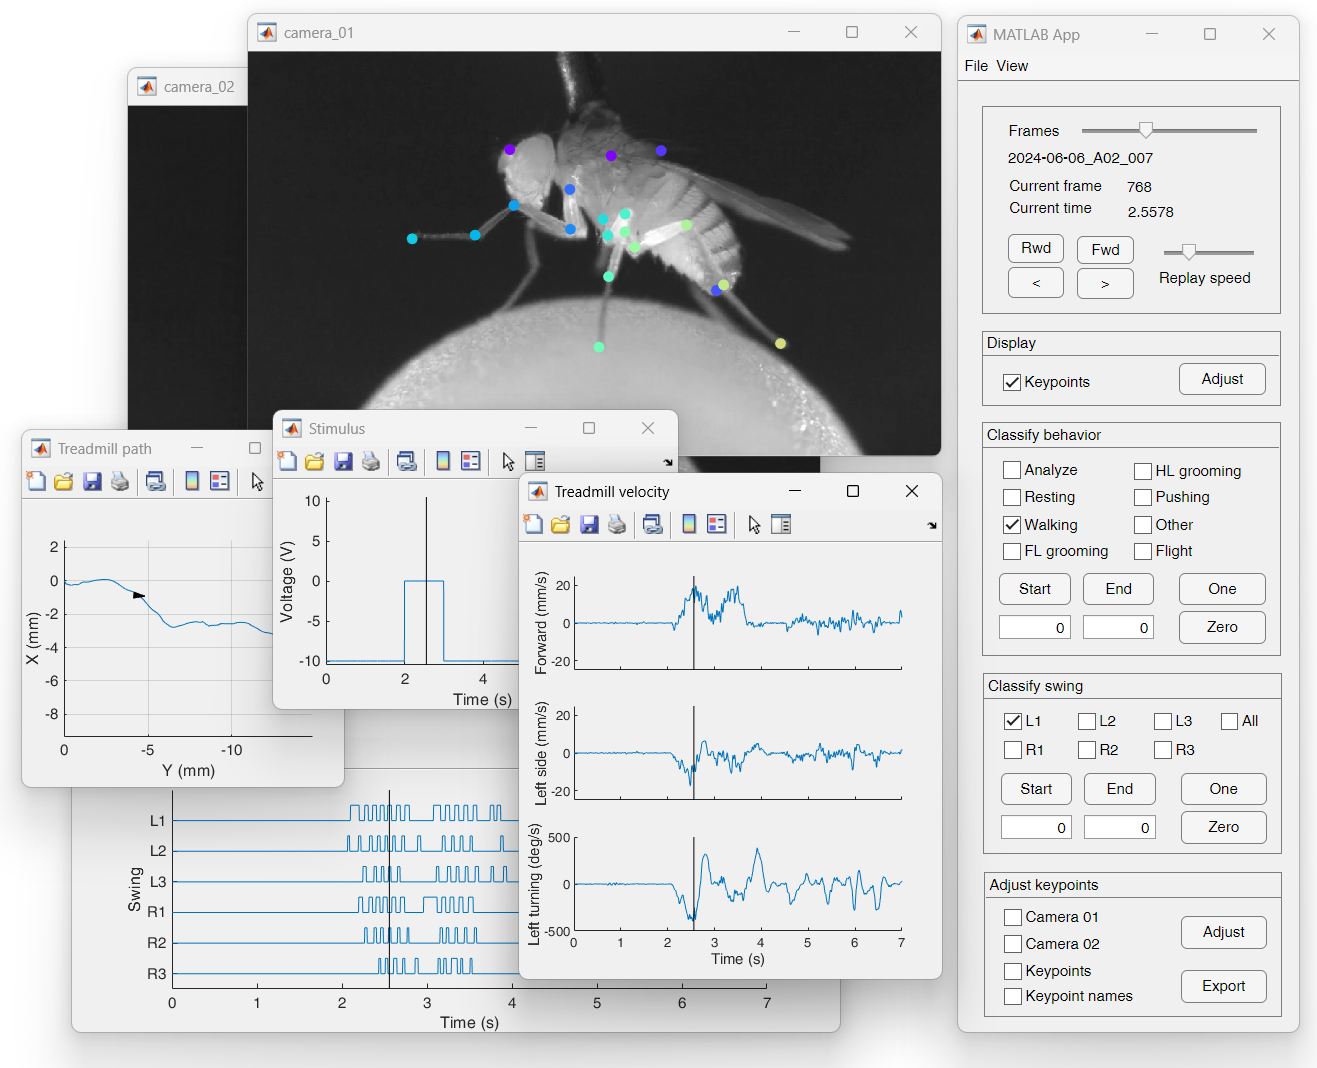 camera_01
camera_02
MATLAB App
File View
Frames
2024-06-06_A02_007
Current frame 768
Current time 2.5578
Rwd Fwd
< >
Replay speed
Display
Keypoints
Adjust
Classify behavior
Analyze HL grooming
Resting Pushing
Walking Other
FL grooming Flight
Start End One
0 0 Zero
Classify swing
L1 L2 L3 All
R1 R2 R3
Start End One
0 0 Zero
Adjust keypoints
Camera 01
Camera 02
Adjust
Keypoints
Keypoint names
Export
Treadmill path
2
0
-2
-4
-6
-8
X (mm)
0 -5 -10
Y (mm)
Stimulus
10
5
0
-5
-10
Voltage (V)
0 2 4
Time (s)
Treadmill velocity
20
0
-20
Forward (mm/s)
20
0
-20
Left side (mm/s)
500
0
-500
Left turning (deg/s)
0 1 2 3 4 5 6 7
Time (s)
L1
L2
L3
R1
R2
R3
Swing
0 1 2 3 4 5 6 7
Time (s)